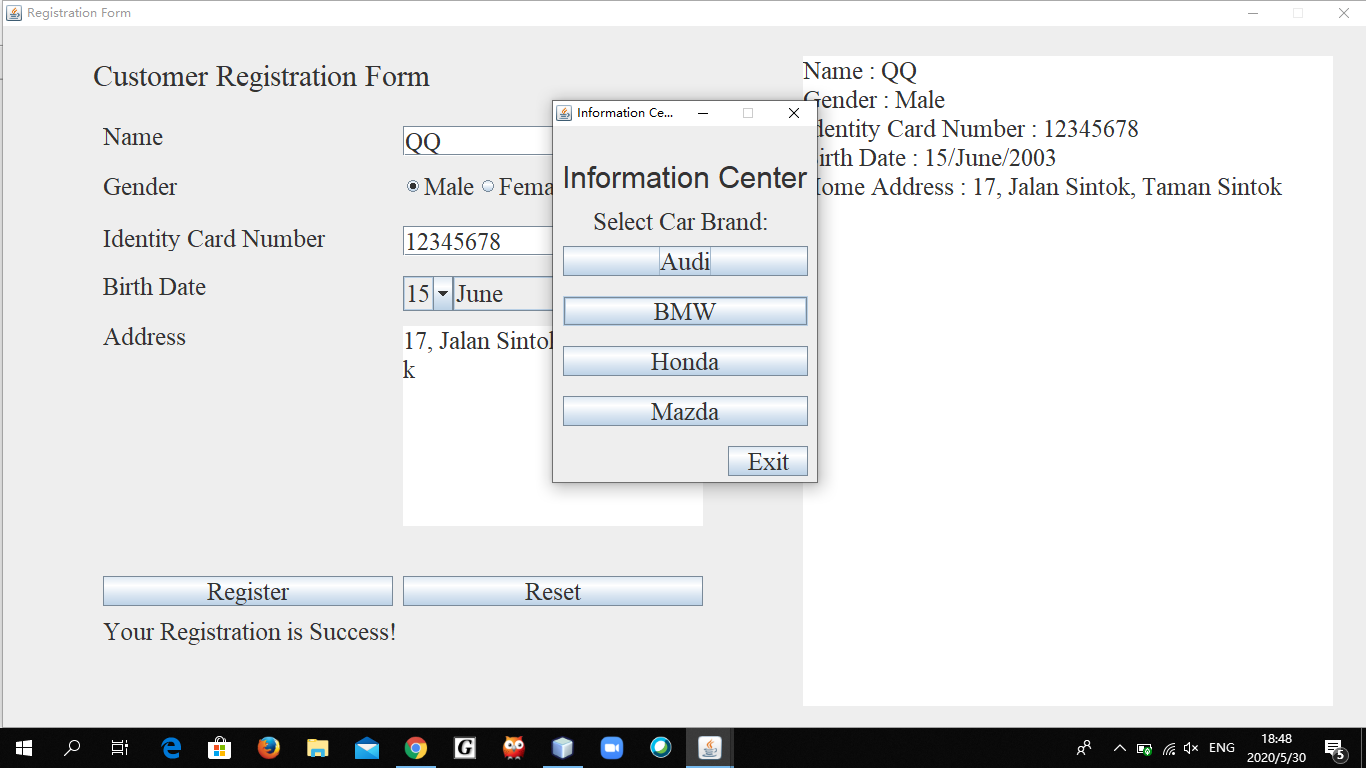 Registration Form
Customer Registration Form
Name
QQ
Gender
Male Fema
Identity Card Number
12345678
Birth Date
15 June
Address
17, Jalan Sintok
k
Register
Reset
Your Registration is Success!
Information Ce...
Information Center
Select Car Brand:
Audi
BMW
Honda
Mazda
Exit
Name : QQ
Gender : Male
dentity Card Number : 12345678
irth Date : 15/June/2003
Home Address : 17, Jalan Sintok, Taman Sintok
G
ENG
18:48
2020/5/30
5